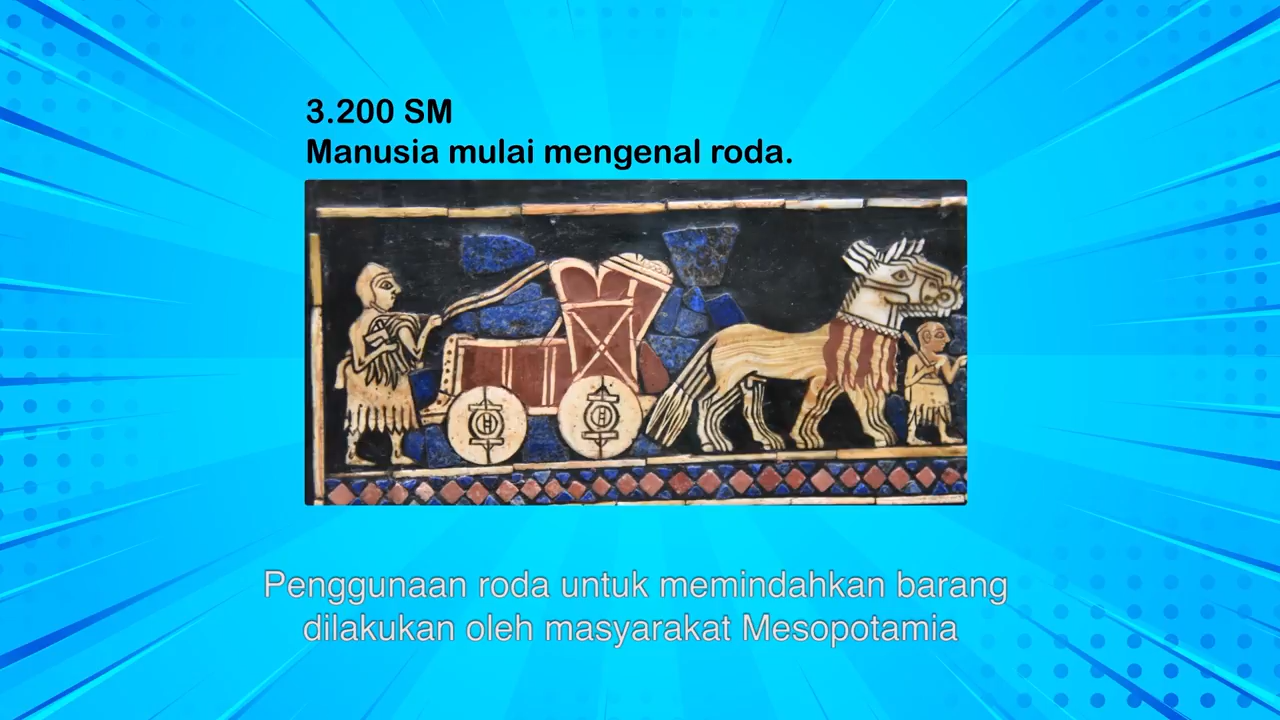 3.200 SM
Manusia mulai mengenal roda.
Penggunaan roda untuk memindahkan barang
dilakukan oleh masyarakat Mesopotamia